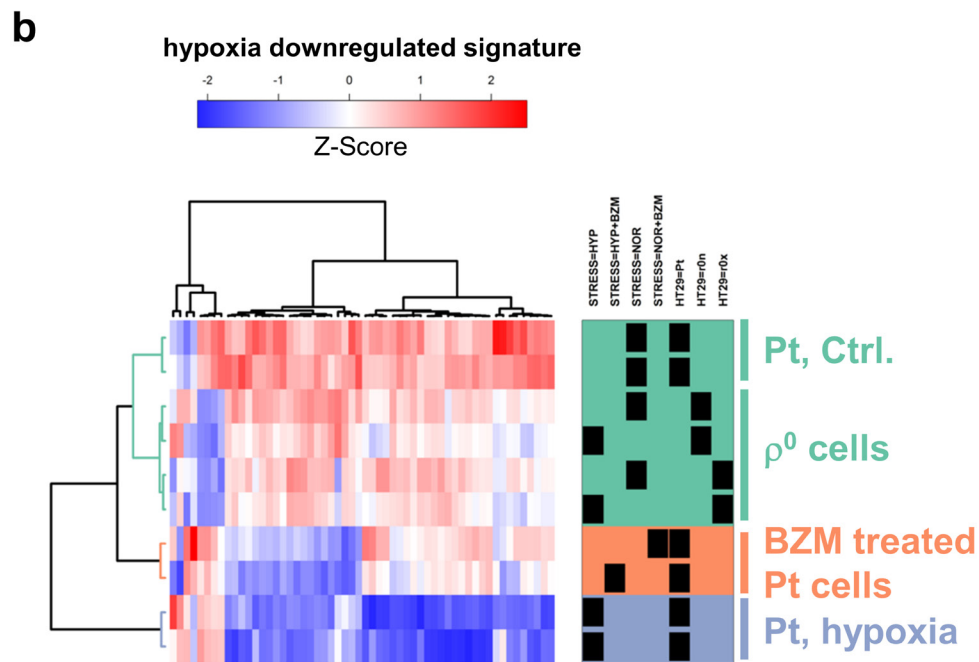 b
hypoxia downregulated signature
-2 -1 0 1 2
Z-Score
STRESS=HYP
STRESS=HYP+BZM
STRESS=NOR
STRESS=NOR+BZM
HT29=Pt
HT29=r0n
HT29=r0x
Pt, Ctrl.
ρ⁰ cells
BZM treated
Pt cells
Pt, hypoxia